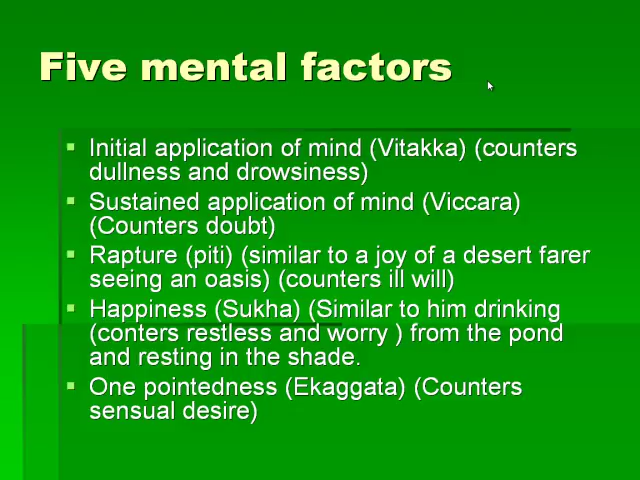 Five mental factors
Initial application of mind (Vitakka) (counters
dullness and drowsiness)
Sustained application of mind (Viccara)
(Counters doubt)
Rapture (piti) (similar to a joy of a desert farer
seeing an oasis) (counters ill will)
Happiness (Sukha) (Similar to him drinking
(conters restless and worry ) from the pond
and resting in the shade.
One pointedness (Ekaggata) (Counters
sensual desire)